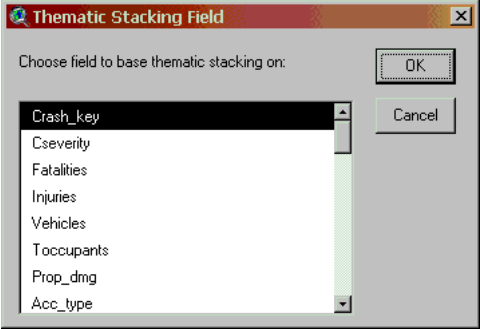 Thematic Stacking Field
Choose field to base thematic stacking on:
OK
Cancel
Crash_key
Cseverity
Fatalities
Injuries
Vehicles
Toccupants
Prop_dmg
Acc_type